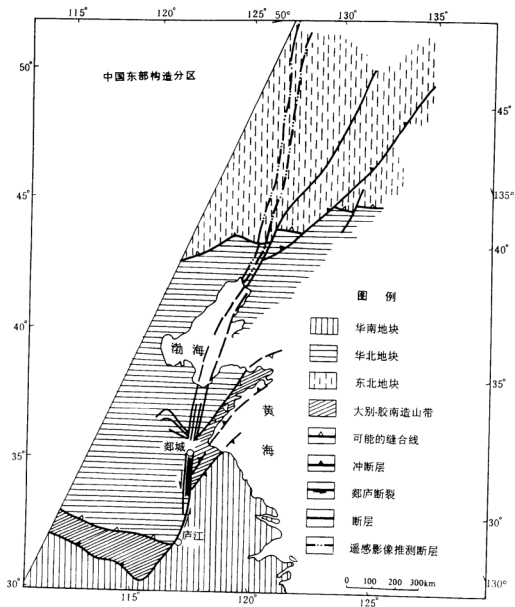 115°
120°
125°
50°
130°
135°
50°
中国东部构造分区
45°
45°
135°
40°
图 例
40°
华南地块
渤海
华北地块
35°
东北地块
大别-胶南造山带
黄海
可能的缝合线
郯城
35°
冲断层
郯庐断裂
30°
断层
庐江
遥感影像推测断层
30°
0 100 200 300km
115°
120°
125°
130°